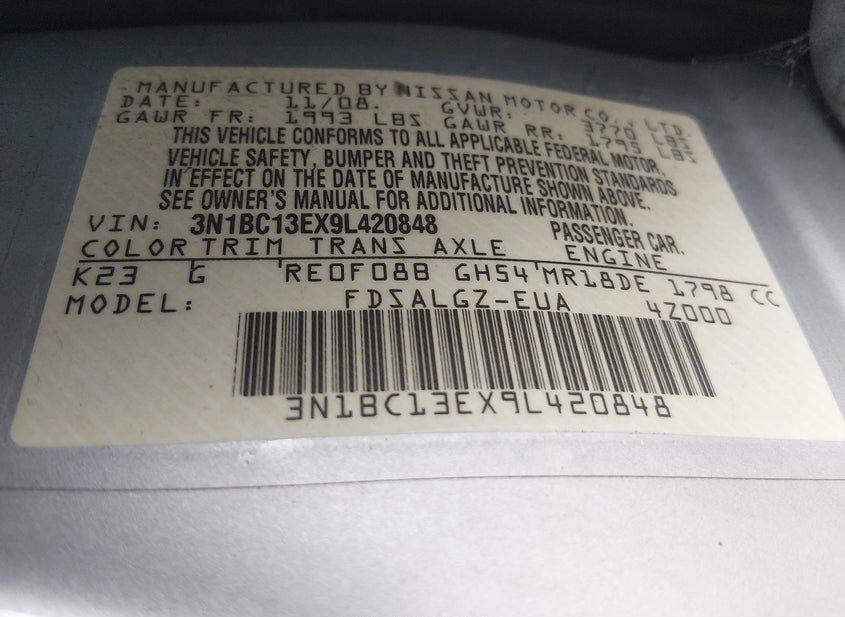 MANUFACTURED BY NISSAN MOTOR CO., LTD.
DATE: 11/08. GVWR: 3770 LBS
GAWR FR: 1993 LBS GAWR RR: 1795 LBS
THIS VEHICLE CONFORMS TO ALL APPLICABLE FEDERAL MOTOR
VEHICLE SAFETY, BUMPER AND THEFT PREVENTION STANDARDS
IN EFFECT ON THE DATE OF MANUFACTURE SHOWN ABOVE.
SEE OWNER'S MANUAL FOR ADDITIONAL INFORMATION.
VIN: 3N1BC13EX9L420848 PASSENGER CAR.
COLOR TRIM TRANS AXLE ENGINE
K23 G RE0F08B GH54 MR18DE 1798 CC
MODEL: FDSALGZ-EUA 4Z000
3N1BC13EX9L420848